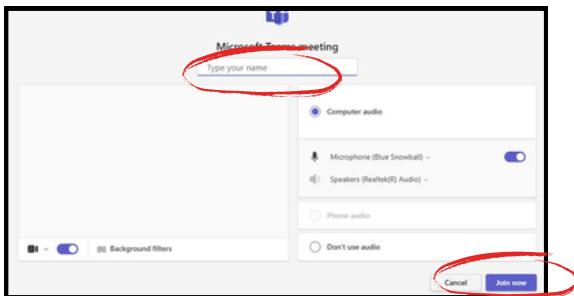 Microsoft Teams meeting
Type your name
Computer audio
Microphone (Blue Snowball)
Speakers (Realtek(R) Audio)
Phone audio
Background filters
Don't use audio
Cancel
Join now